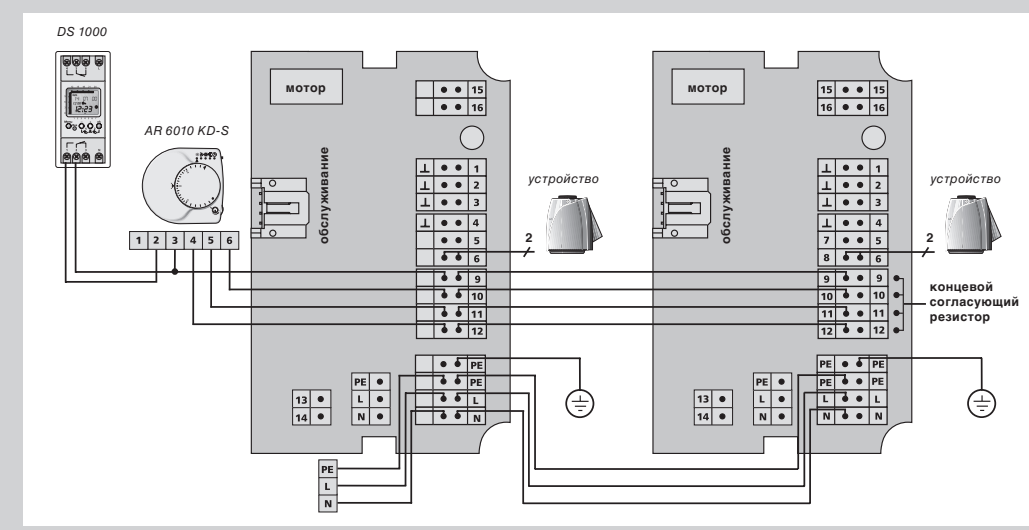 DS 1000
AR 6010 KD-S
1 2 3 4 5 6
мотор
обслуживание
15
16
1
2
3
4
5
6
9
10
11
12
PE
PE
L
N
13
14
PE
L
N
устройство
2
PE
L
N
мотор
обслуживание
15 15
16 16
1
2
3
4
7 5
8 6
9 9
10 10
11 11
12 12
PE PE
PE PE
L L
N N
13
14
PE
L
N
устройство
2
концевой
согласующий
резистор